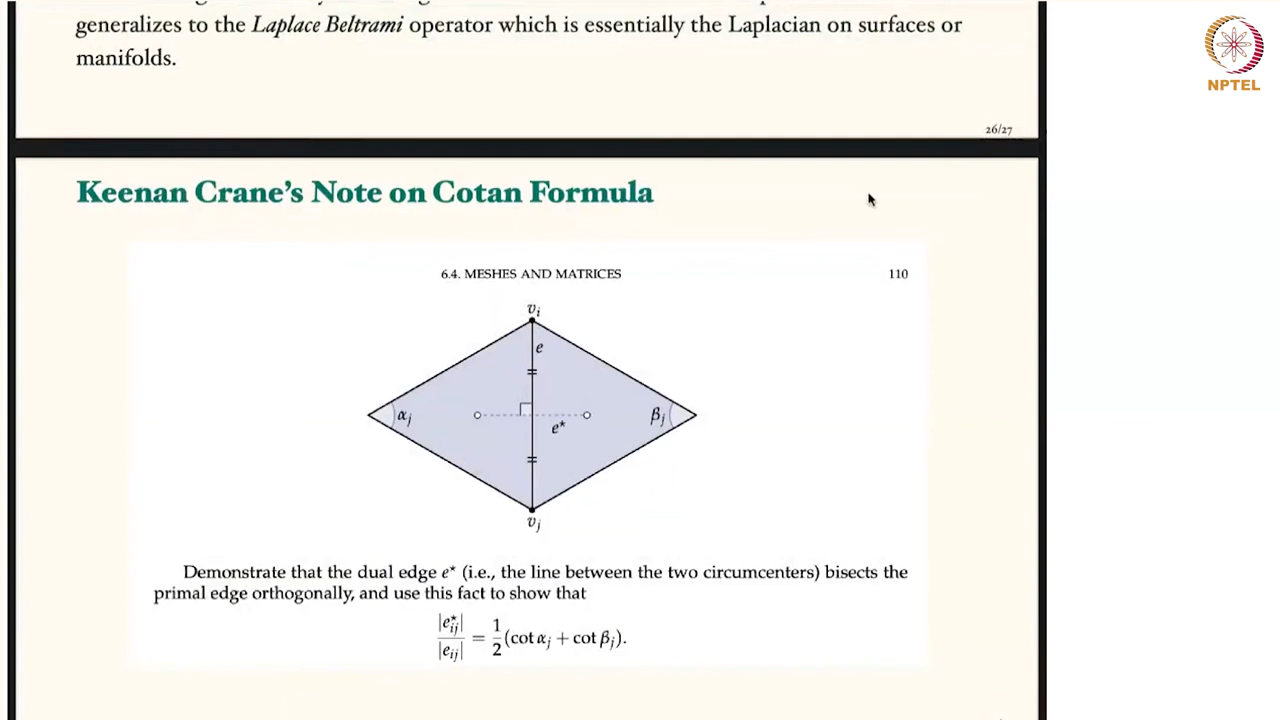 generalizes to the Laplace Beltrami operator which is essentially the Laplacian on surfaces or
manifolds.
NPTEL
26/27
Keenan Crane's Note on Cotan Formula
6.4. MESHES AND MATRICES 110
v_i
e
α_j
β_j
e*
v_j
Demonstrate that the dual edge e* (i.e., the line between the two circumcenters) bisects the
primal edge orthogonally, and use this fact to show that
|e*_ij| / |e_ij| = 1/2 (cot α_j + cot β_j).